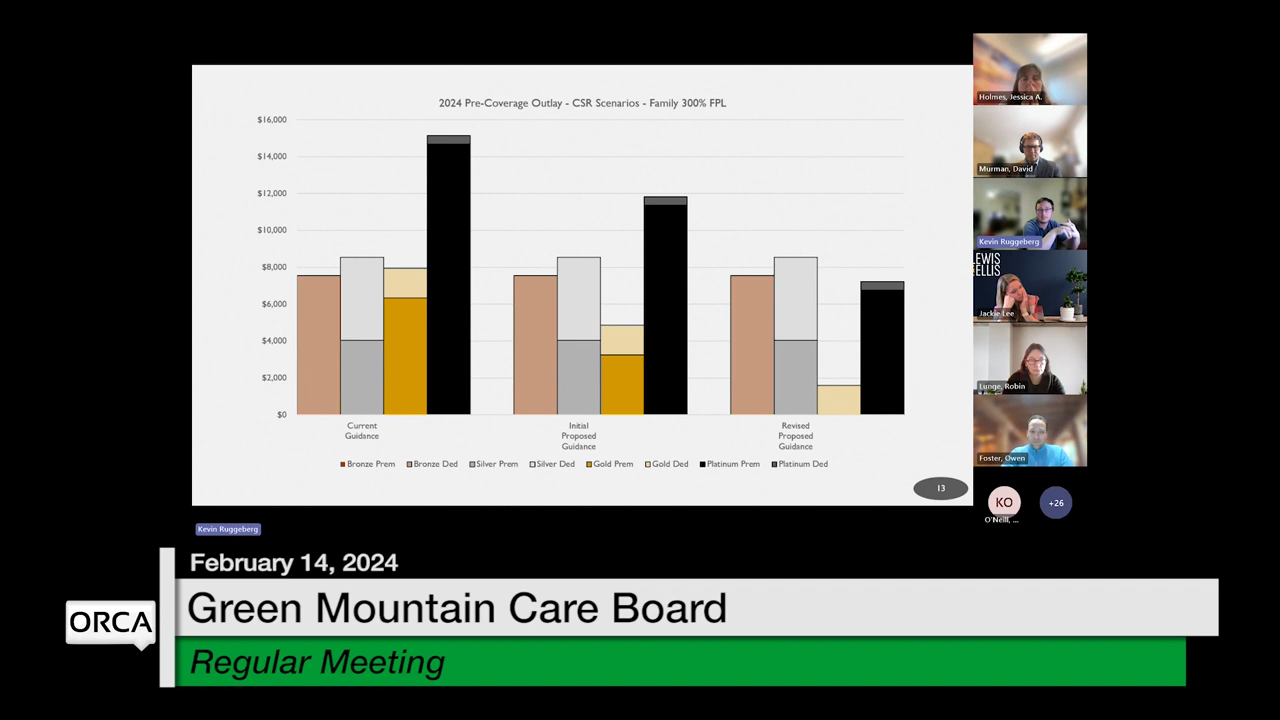 2024 Pre-Coverage Outlay - CSR Scenarios - Family 300% FPL
$16,000
$14,000
$12,000
$10,000
$8,000
$6,000
$4,000
$2,000
$0
Current
Guidance
Initial
Proposed
Guidance
Revised
Proposed
Guidance
Bronze Prem
Bronze Ded
Silver Prem
Silver Ded
Gold Prem
Gold Ded
Platinum Prem
Platinum Ded
13
Holmes, Jessica A.
Murman, David
Kevin Ruggeberg
LEWIS
ELLIS
Jackie Lee
Lunge, Robin
Foster, Owen
KO
O'Neill, ...
+26
Kevin Ruggeberg
February 14, 2024
ORCA
Green Mountain Care Board
Regular Meeting